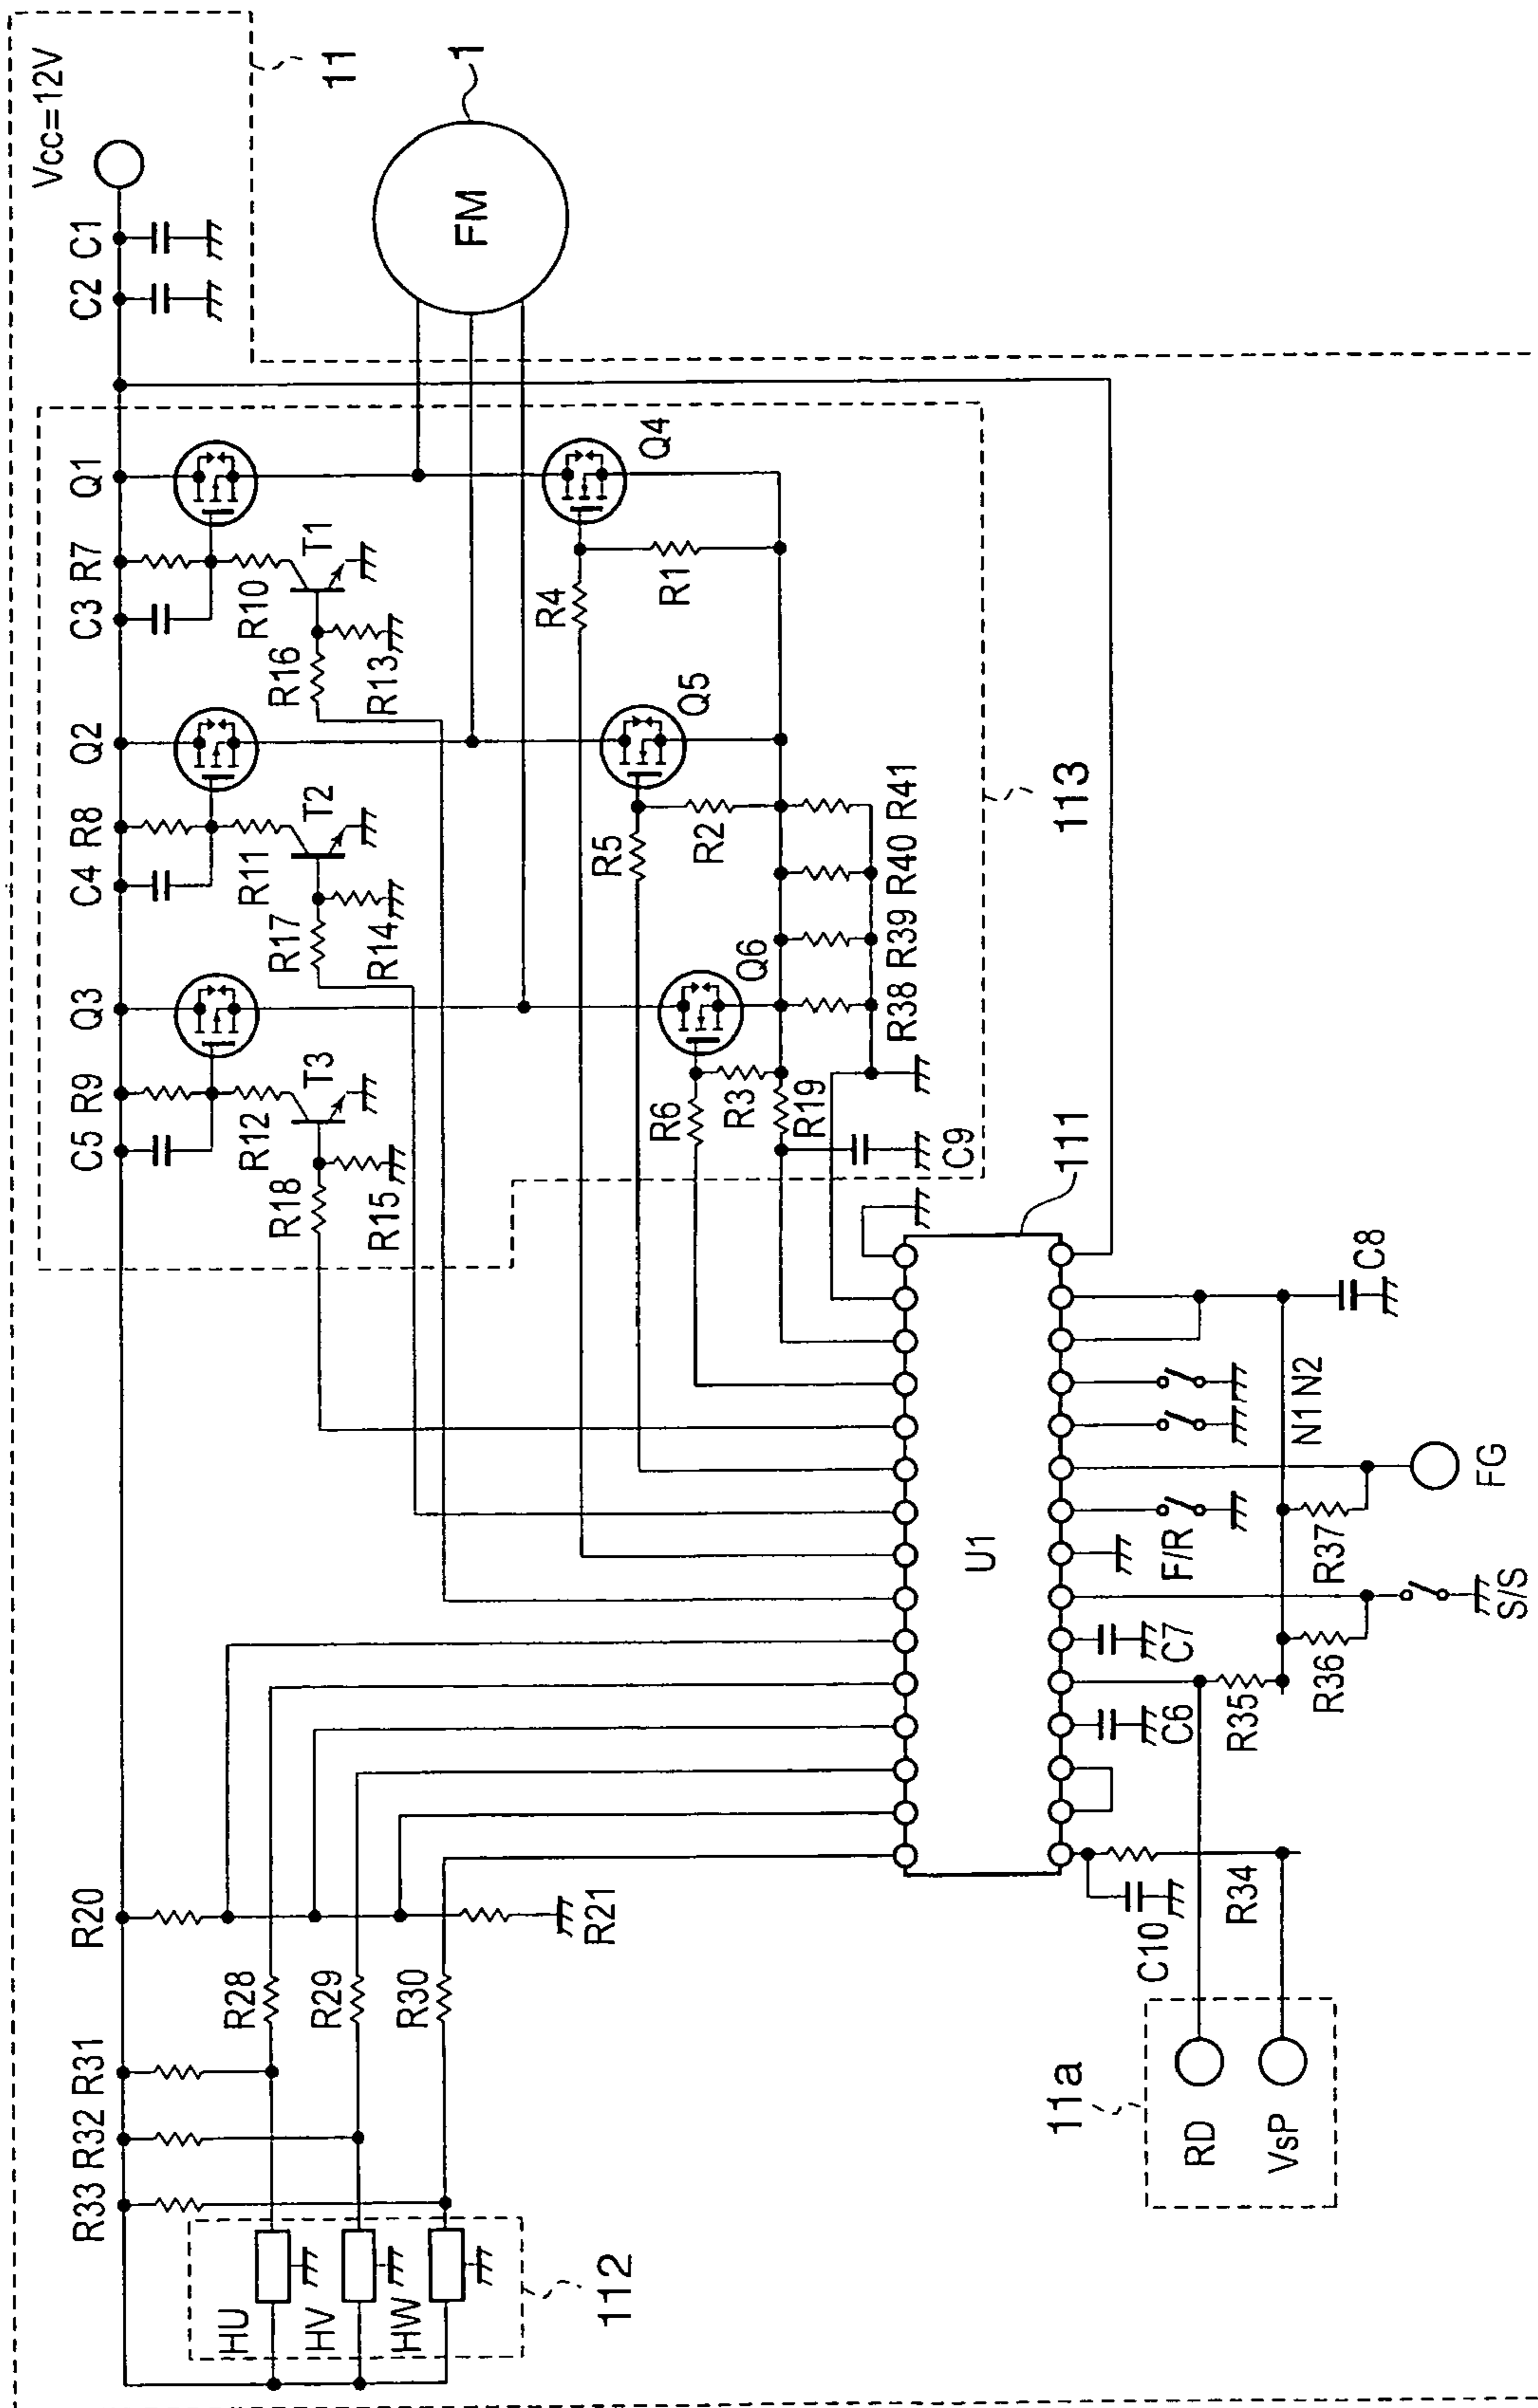 Vcc=12V
11
C1
C2
1
FM
Q1
R7
C3
R10
T1
R16
R13
Q4
R4
R1
Q2
R8
C4
R11
T2
R17
R14
Q5
R5
R2
R41
R40
R39
R38
113
Q3
R9
C5
R12
T3
R18
R15
Q6
R6
R3
R19
C9
111
U1
C8
N1 N2
FG
F/R
R37
S/S
C7
R36
C6
R35
R20
R21
R34
C10
R28
R29
R30
R31
R32
R33
11a
RD
VsP
HU
HV
HW
112